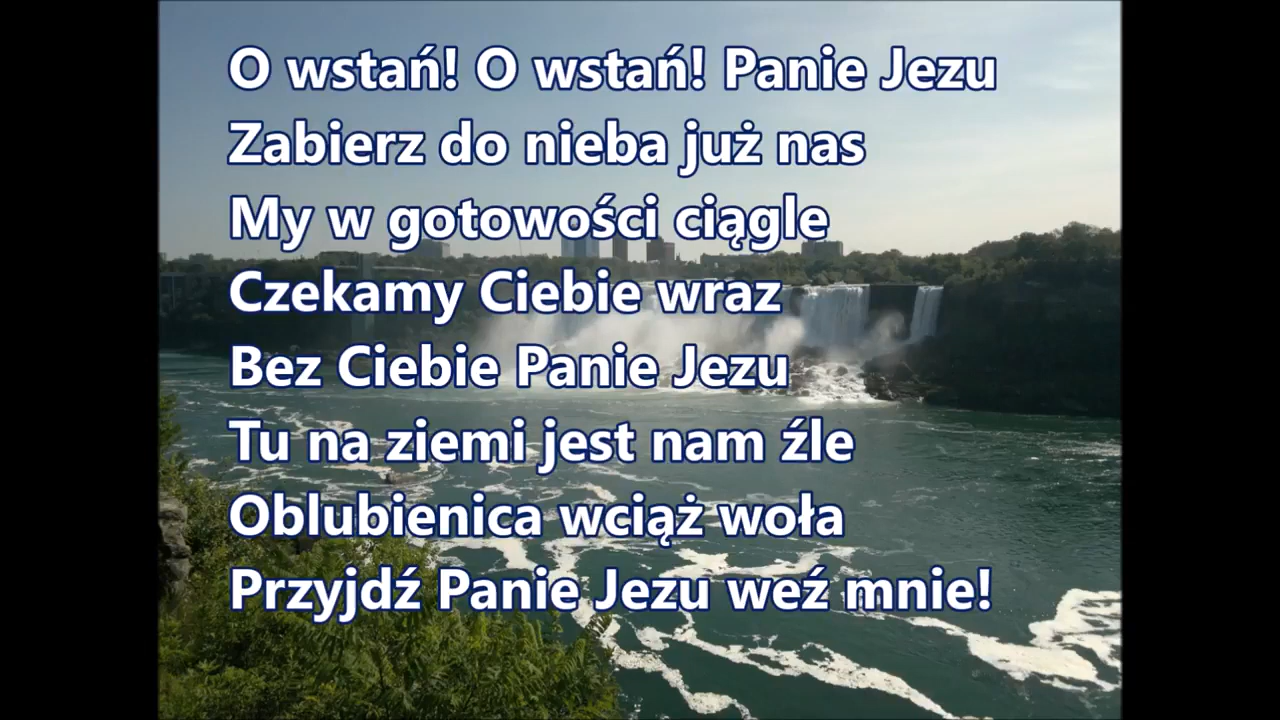 O wstań! O wstań! Panie Jezu
Zabierz do nieba już nas
My w gotowości ciągle
Czekamy Ciebie wraz
Bez Ciebie Panie Jezu
Tu na ziemi jest nam źle
Oblubienica wciąż woła
Przyjdź Panie Jezu weź mnie!